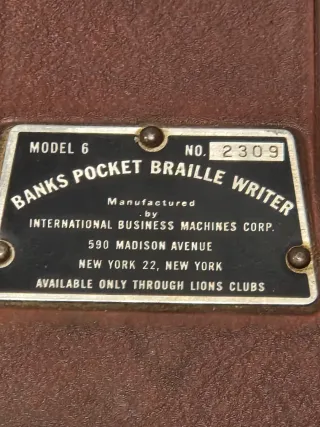 MODEL 6 NO. 2309
BANKS POCKET BRAILLE WRITER
Manufactured
by
INTERNATIONAL BUSINESS MACHINES CORP.
590 MADISON AVENUE
NEW YORK 22, NEW YORK
AVAILABLE ONLY THROUGH LIONS CLUBS